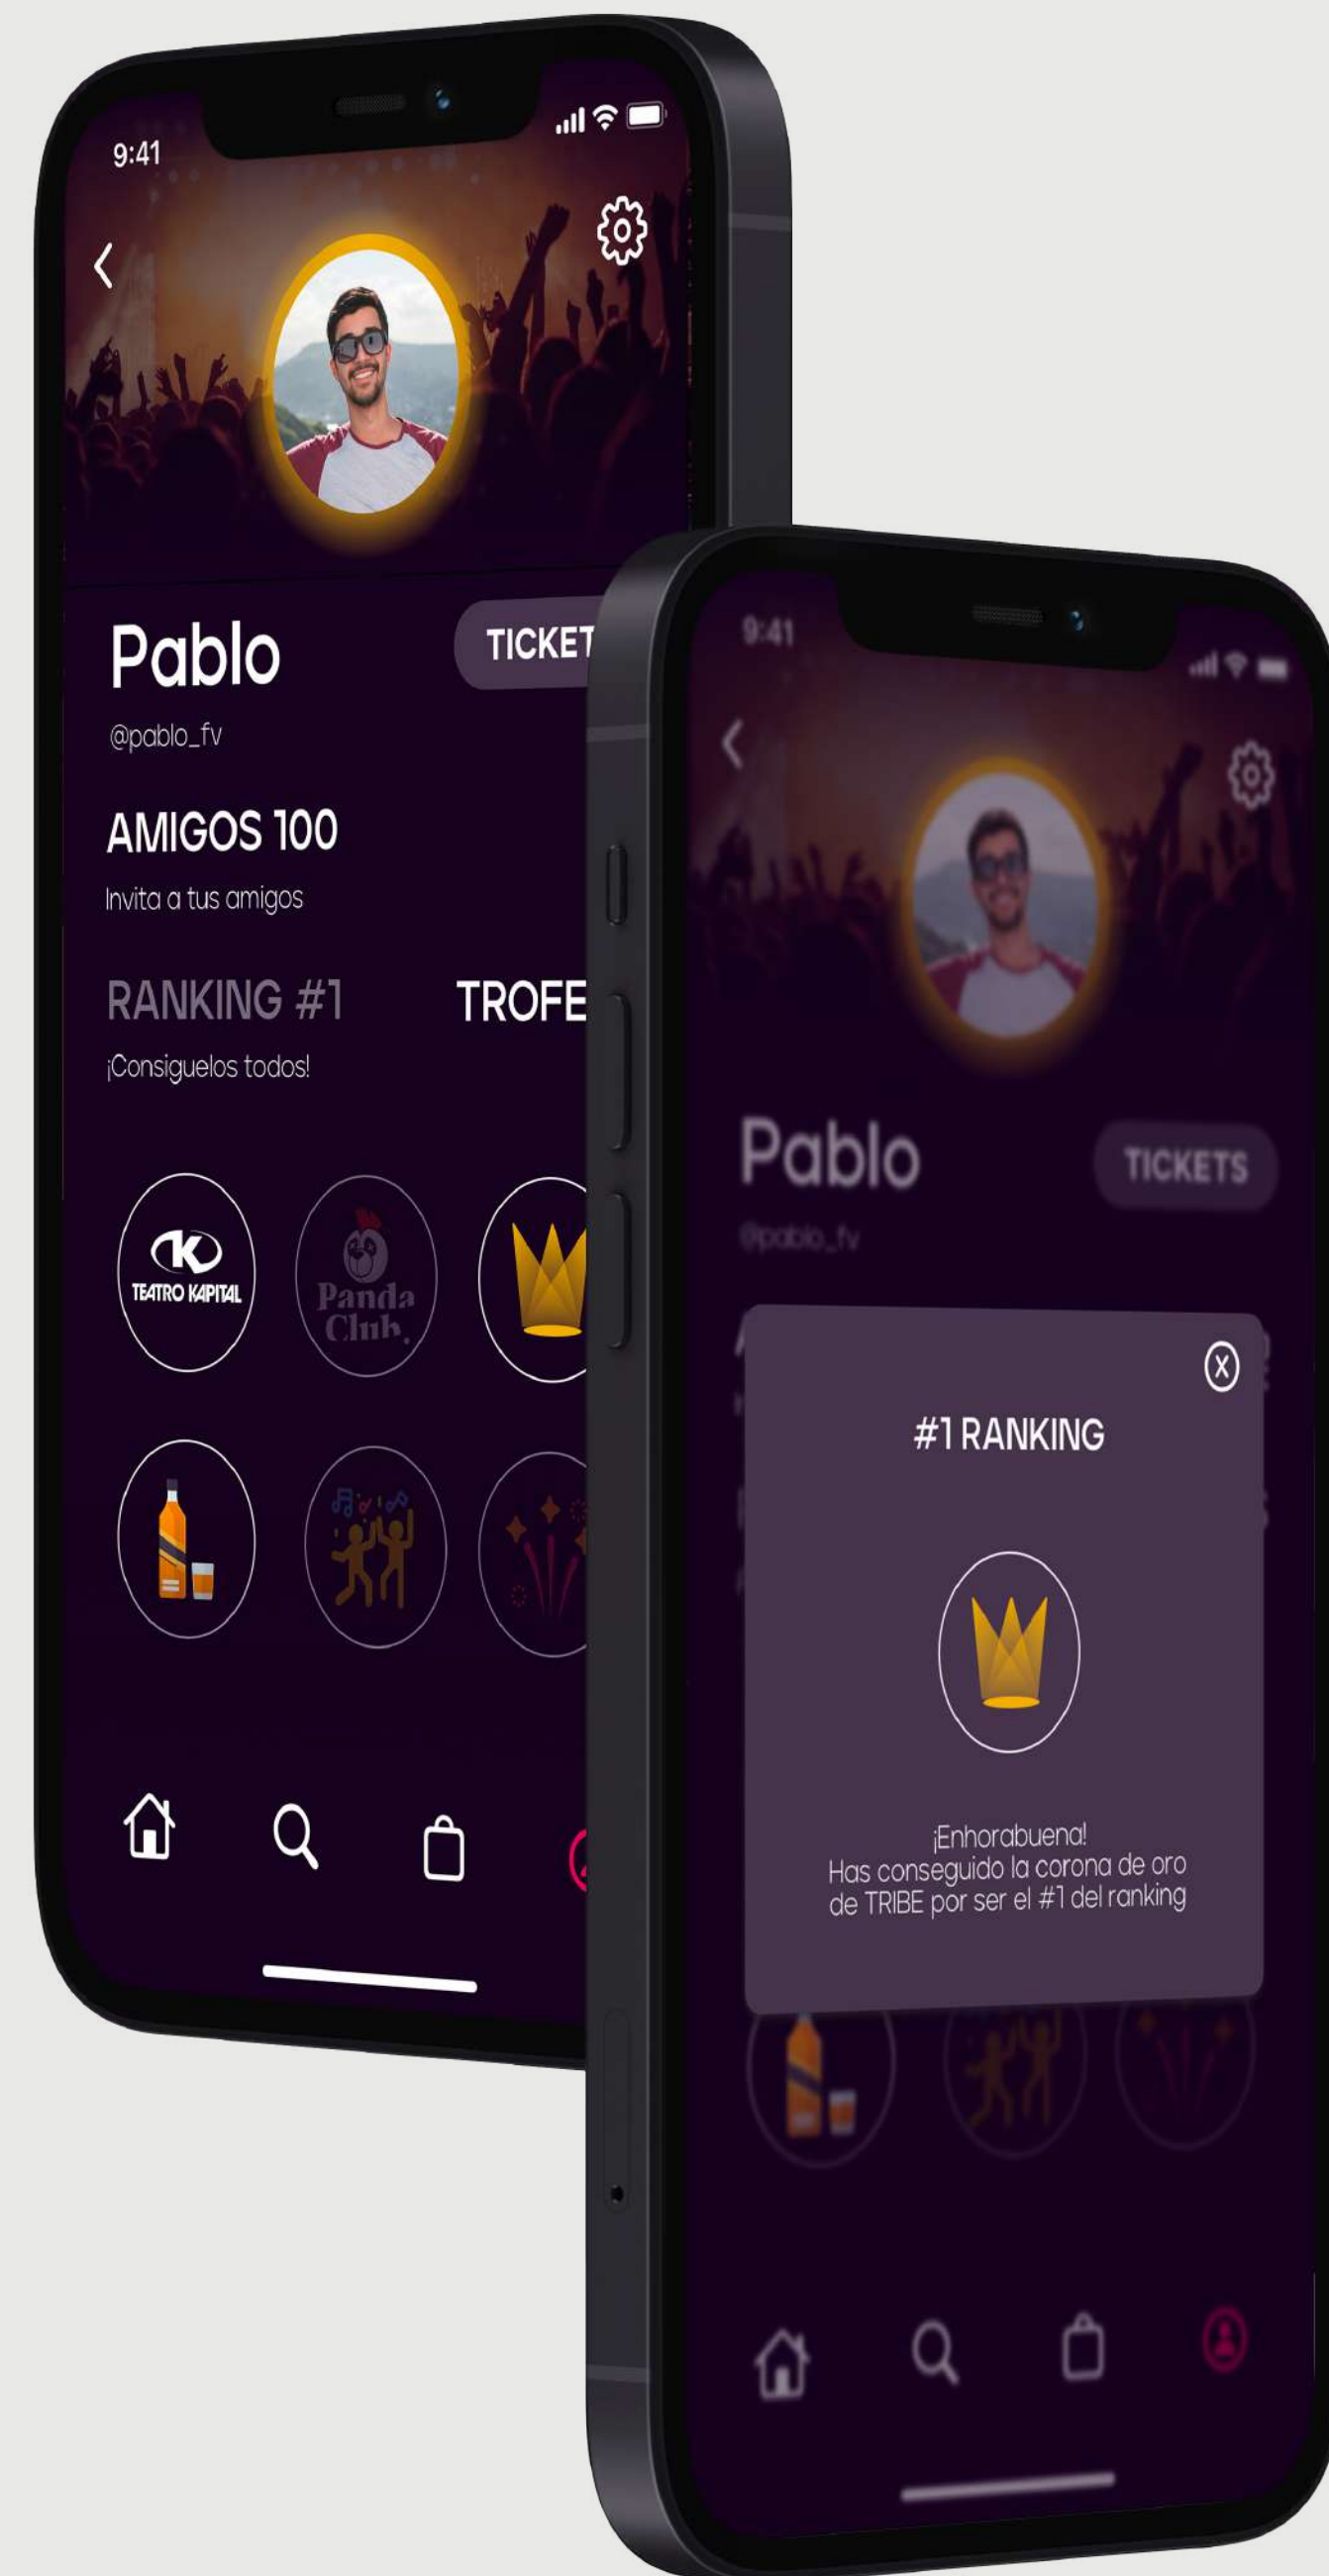 9:41
Pablo
TICKET
@pablo_fv
AMIGOS 100
Invita a tus amigos
RANKING #1
TROFE
¡Consiguelos todos!
TEATRO KAPITAL
Panda
Club.
9:41
Pablo
TICKETS
@pablo_fv
#1 RANKING
¡Enhorabuena!
Has conseguido la corona de oro
de TRIBE por ser el #1 del ranking